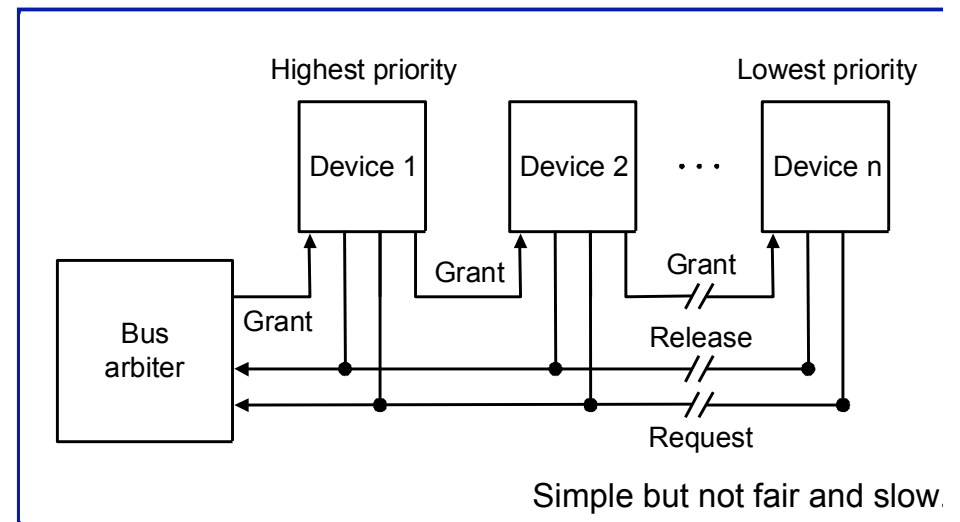 Highest priority
Lowest priority
Device 1
Device 2
· · ·
Device n
Grant
Grant
Grant
Bus
arbiter
Release
Request
Simple but not fair and slow.